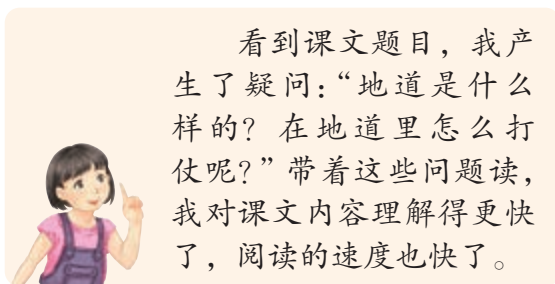 看到课文题目，我产
生了疑问：“地道是什么
样的？在地道里怎么打
仗呢？”带着这些问题读，
我对课文内容理解得更快
了，阅读的速度也快了。